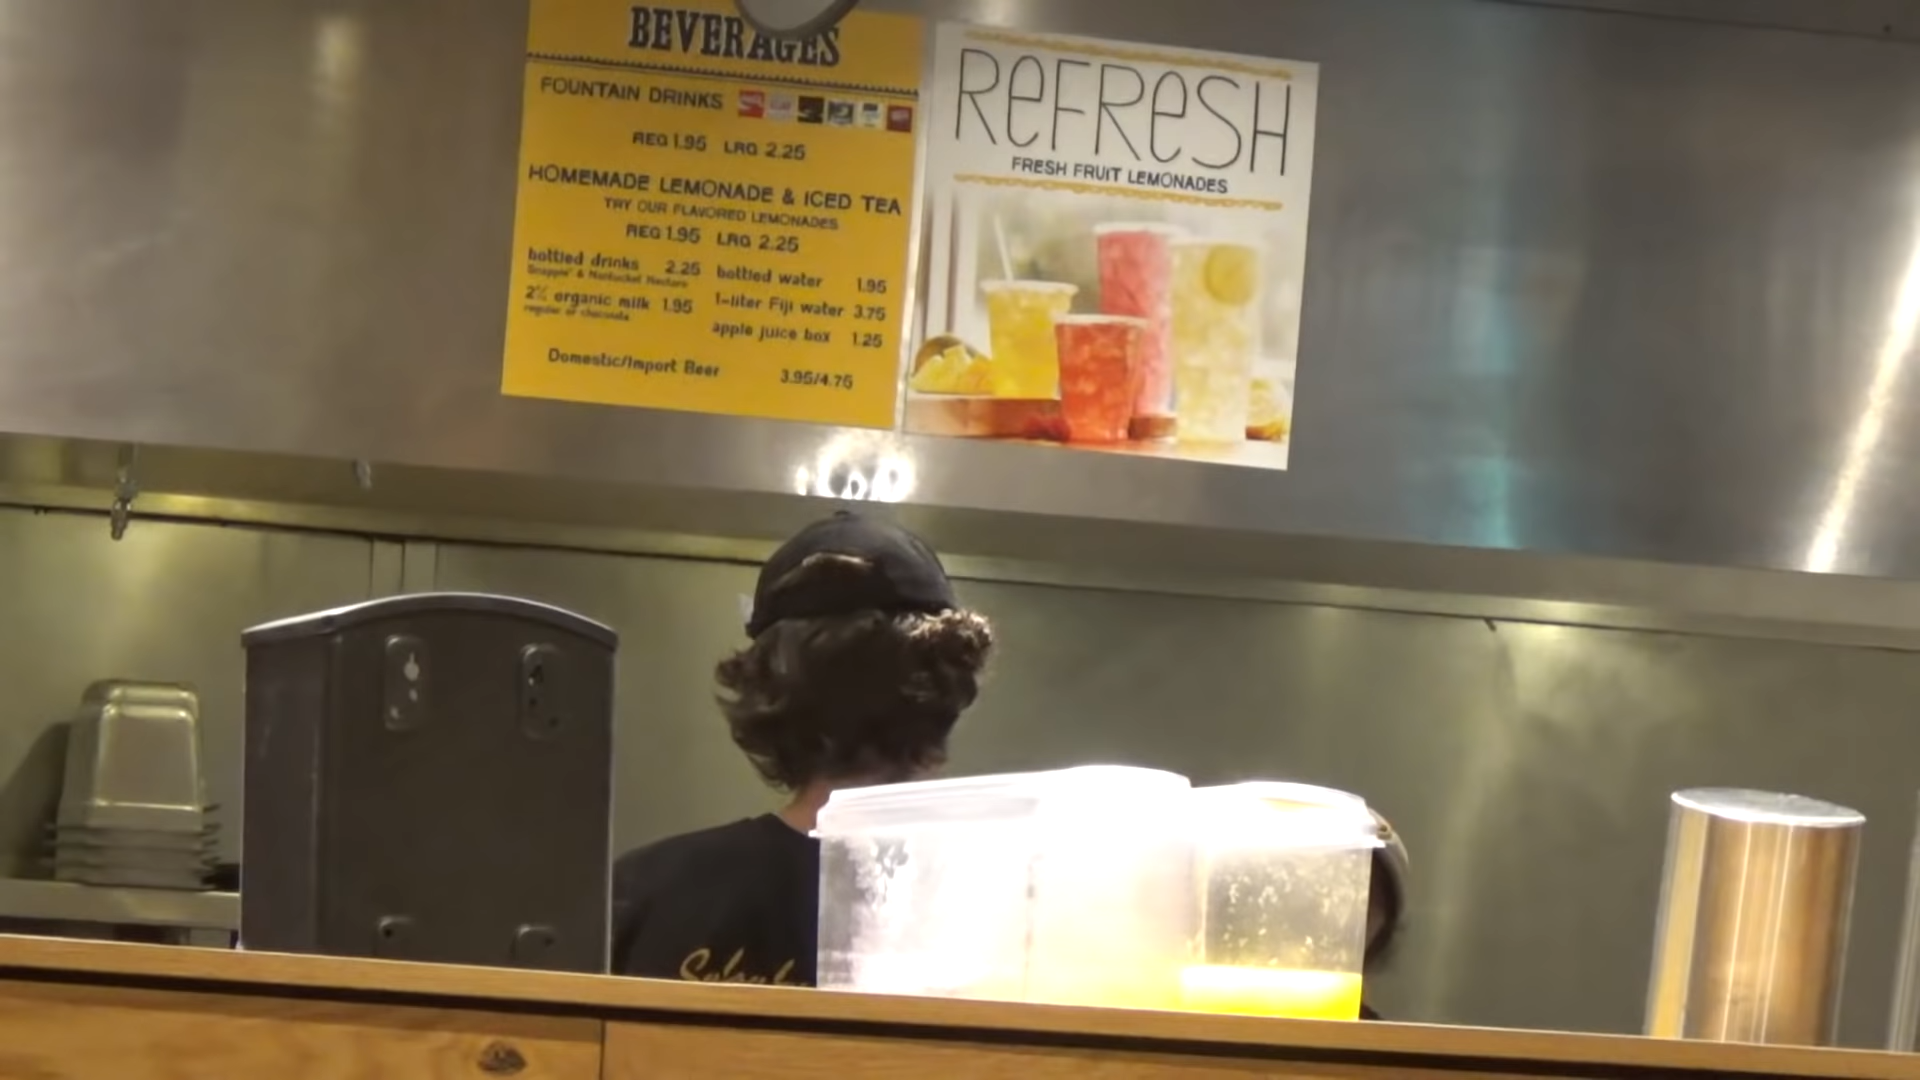 BEVERAGES
FOUNTAIN DRINKS
REG 1.95 LRG 2.25
HOMEMADE LEMONADE & ICED TEA
TRY OUR FLAVORED LEMONADES
REG 1.95 LRG 2.25
bottled drinks 2.25
Snapple & Nantucket Nectars
2% organic milk 1.95
regular or chocolate
bottled water 1.95
1-liter Fiji water 3.75
apple juice box 1.25
Domestic/Import Beer 3.95/4.75
ReFResH
FRESH FRUIT LEMONADES